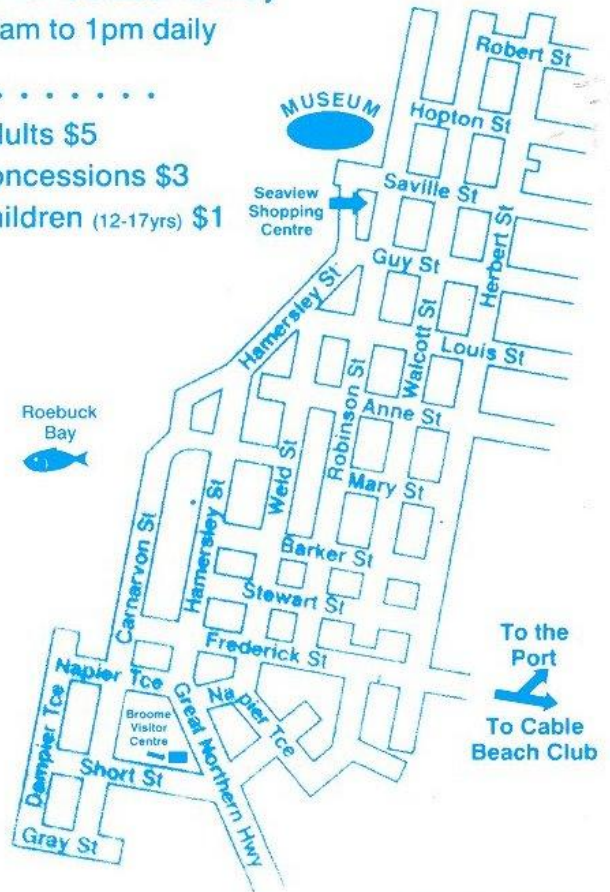 am to 1pm daily
. . . . . . .
dults $5
oncessions $3
hildren (12-17yrs) $1
MUSEUM
Robert St
Hopton St
Saville St
Seaview
Shopping
Centre
Guy St
Herbert St
Hamersley St
Walcott St
Louis St
Robinson St
Anne St
Roebuck
Bay
Weld St
Mary St
Hamersley St
Carnarvon St
Barker St
Stewart St
Frederick St
To the
Port
To Cable
Beach Club
Napier Tce
Great Northern Hwy
Napier Tce
Broome
Visitor
Centre
Dampier Tce
Short St
Gray St